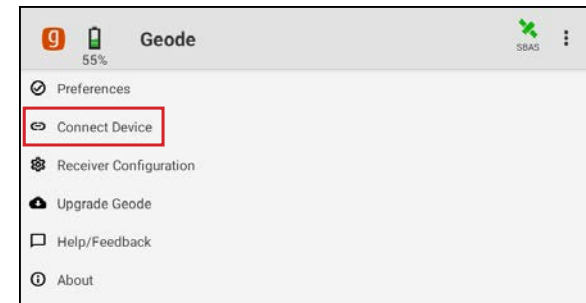 g
Geode
SBAS
55%
Preferences
Connect Device
Receiver Configuration
Upgrade Geode
Help/Feedback
About